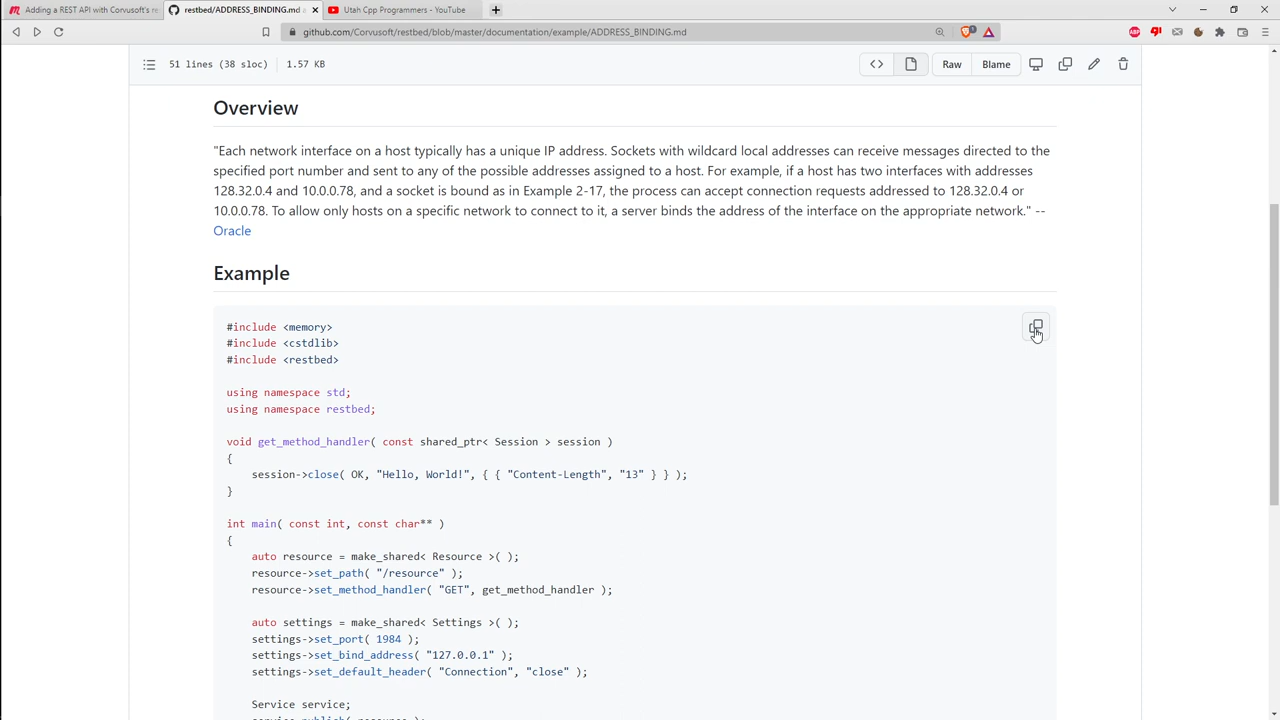 Adding a REST API with Corvusoft's re
restbed/ADDRESS_BINDING.md a
Utah Cpp Programmers - YouTube
github.com/Corvusoft/restbed/blob/master/documentation/example/ADDRESS_BINDING.md
51 lines (38 sloc) 1.57 KB
Raw Blame
Overview
"Each network interface on a host typically has a unique IP address. Sockets with wildcard local addresses can receive messages directed to the
specified port number and sent to any of the possible addresses assigned to a host. For example, if a host has two interfaces with addresses
128.32.0.4 and 10.0.0.78, and a socket is bound as in Example 2-17, the process can accept connection requests addressed to 128.32.0.4 or
10.0.0.78. To allow only hosts on a specific network to connect to it, a server binds the address of the interface on the appropriate network." --
Oracle
Example
#include <memory>
#include <cstdlib>
#include <restbed>
using namespace std;
using namespace restbed;
void get_method_handler( const shared_ptr< Session > session )
{
session->close( OK, "Hello, World!", { { "Content-Length", "13" } } );
}
int main( const int, const char** )
{
auto resource = make_shared< Resource >( );
resource->set_path( "/resource" );
resource->set_method_handler( "GET", get_method_handler );
auto settings = make_shared< Settings >( );
settings->set_port( 1984 );
settings->set_bind_address( "127.0.0.1" );
settings->set_default_header( "Connection", "close" );
Service service;
service.publish( resource );